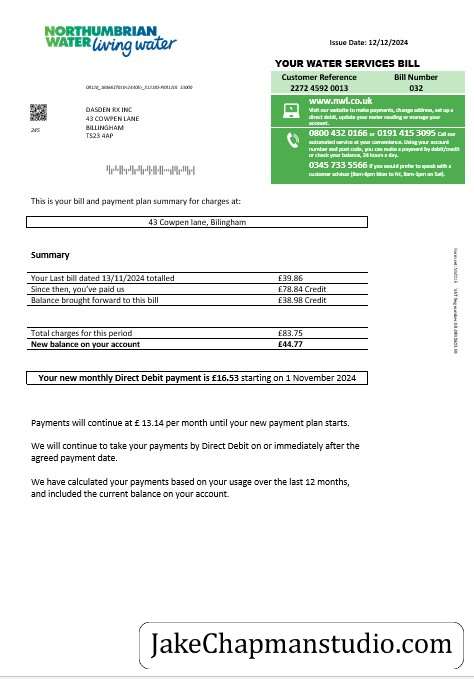 NORTHUMBRIAN
WATER living water
Issue Date: 12/12/2024
YOUR WATER SERVICES BILL
Customer Reference Bill Number
2272 4592 0013 032
www.nwl.co.uk
Visit our website to make payments, change address, set up a
direct debit, update your meter reading or manage your
account.
0800 432 0166 or 0191 415 3095 Call our
automated service at your convenience. Using your account
number and post code, you can make a payment by debit/credit
or check your balance, 24 hours a day.
0345 733 5566 if you would prefer to speak with a
customer advisor (8am-6pm Mon to Fri, 8am-1pm on Sat).
DASDEN RX INC
43 COWPEN LANE
BILLINGHAM
TS23 4AP
245
This is your bill and payment plan summary for charges at:
43 Cowpen lane, Bilingham
Summary
Your Last bill dated 13/11/2024 totalled £39.86
Since then, you've paid us £78.84 Credit
Balance brought forward to this bill £38.98 Credit
Total charges for this period £83.75
New balance on your account £44.77
Your new monthly Direct Debit payment is £16.53 starting on 1 November 2024
Payments will continue at £ 13.14 per month until your new payment plan starts.
We will continue to take your payments by Direct Debit on or immediately after the
agreed payment date.
We have calculated your payments based on your usage over the last 12 months,
and included the current balance on your account.
JakeChapmanstudio.com